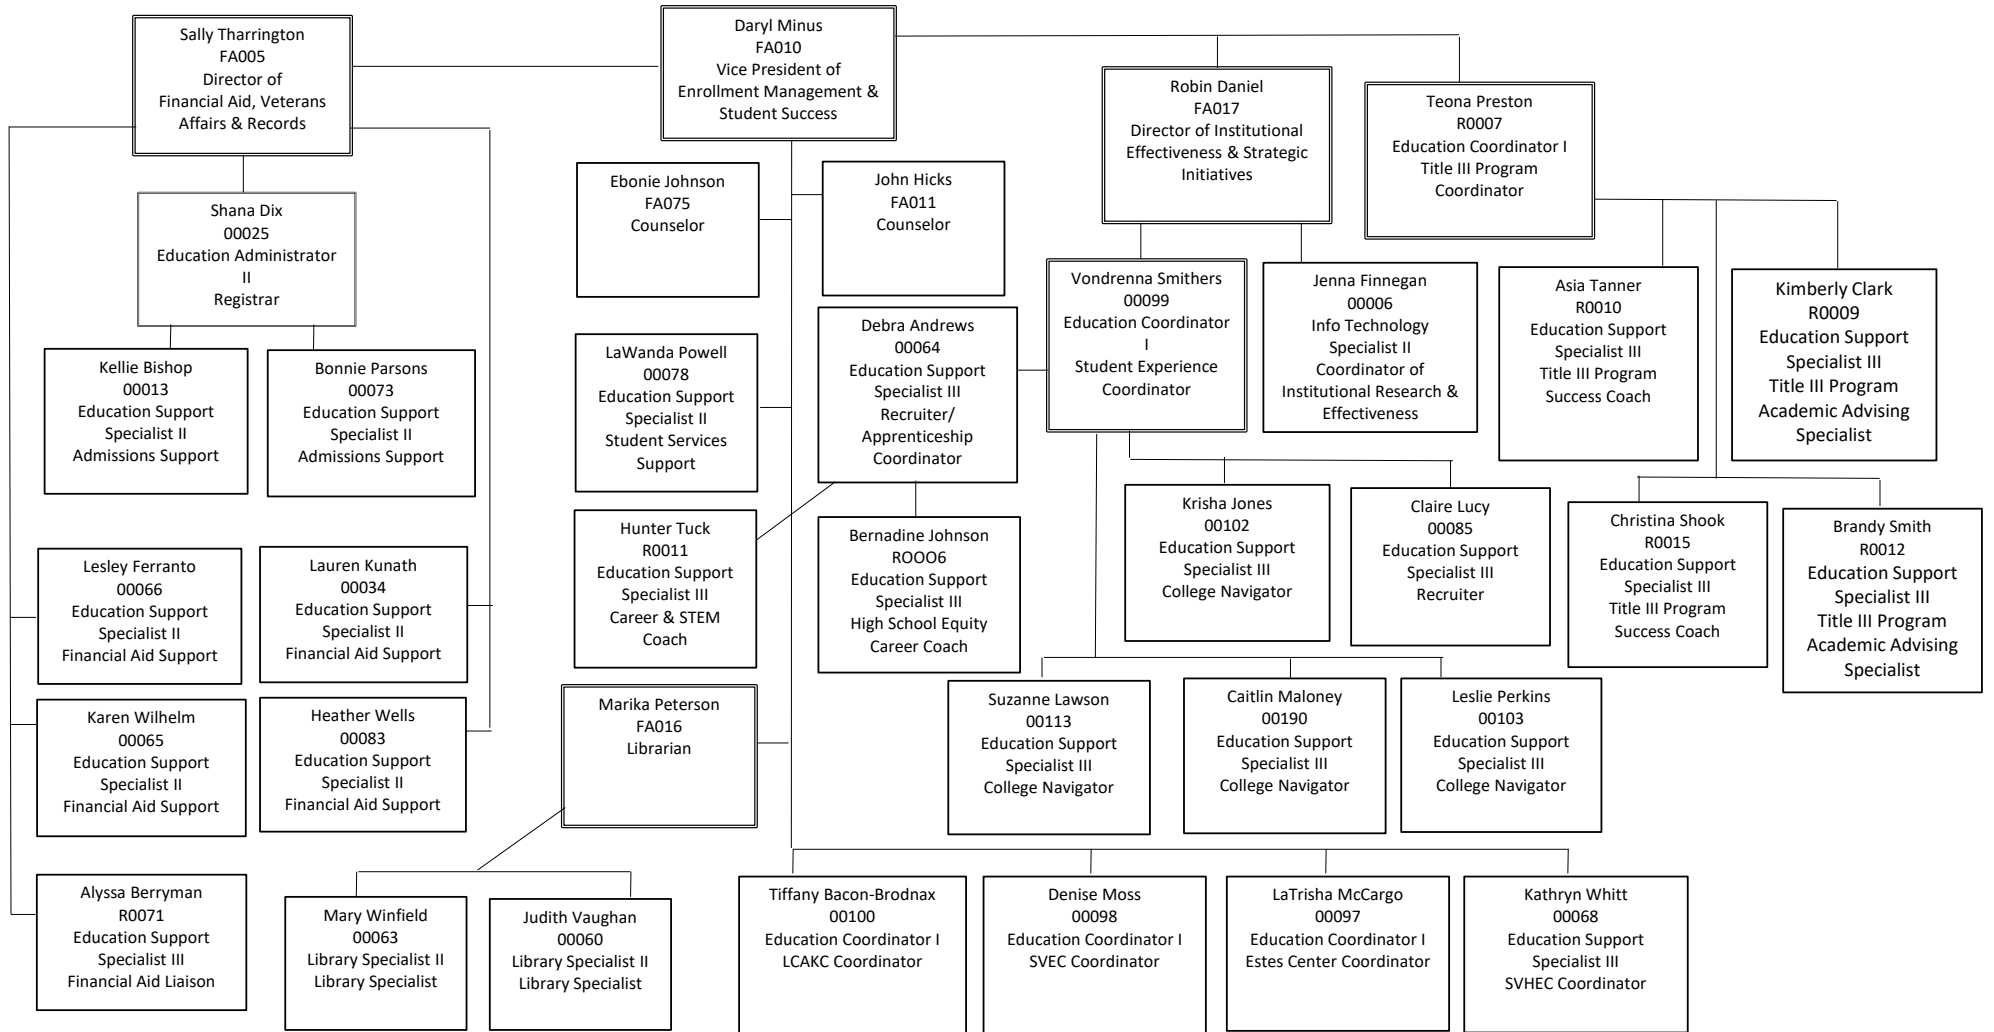 Sally Tharrington
FA005
Director of
Financial Aid, Veterans
Affairs & Records
Daryl Minus
FA010
Vice President of
Enrollment Management &
Student Success
Robin Daniel
FA017
Director of Institutional
Effectiveness & Strategic
Initiatives
Teona Preston
R0007
Education Coordinator I
Title III Program
Coordinator
Ebonie Johnson
FA075
Counselor
John Hicks
FA011
Counselor
Shana Dix
00025
Education Administrator
II
Registrar
Vondrenna Smithers
00099
Education Coordinator
I
Student Experience
Coordinator
Jenna Finnegan
00006
Info Technology
Specialist II
Coordinator of
Institutional Research &
Effectiveness
Asia Tanner
R0010
Education Support
Specialist III
Title III Program
Success Coach
Kimberly Clark
R0009
Education Support
Specialist III
Title III Program
Academic Advising
Specialist
Kellie Bishop
00013
Education Support
Specialist II
Admissions Support
Bonnie Parsons
00073
Education Support
Specialist II
Admissions Support
LaWanda Powell
00078
Education Support
Specialist II
Student Services
Support
Debra Andrews
00064
Education Support
Specialist III
Recruiter/
Apprenticeship
Coordinator
Hunter Tuck
R0011
Education Support
Specialist III
Career & STEM
Coach
Bernadine Johnson
ROOO6
Education Support
Specialist III
High School Equity
Career Coach
Krisha Jones
00102
Education Support
Specialist III
College Navigator
Claire Lucy
00085
Education Support
Specialist III
Recruiter
Christina Shook
R0015
Education Support
Specialist III
Title III Program
Success Coach
Brandy Smith
R0012
Education Support
Specialist III
Title III Program
Academic Advising
Specialist
Lesley Ferranto
00066
Education Support
Specialist II
Financial Aid Support
Lauren Kunath
00034
Education Support
Specialist II
Financial Aid Support
Karen Wilhelm
00065
Education Support
Specialist II
Financial Aid Support
Heather Wells
00083
Education Support
Specialist II
Financial Aid Support
Marika Peterson
FA016
Librarian
Suzanne Lawson
00113
Education Support
Specialist III
College Navigator
Caitlin Maloney
00190
Education Support
Specialist III
College Navigator
Leslie Perkins
00103
Education Support
Specialist III
College Navigator
Alyssa Berryman
R0071
Education Support
Specialist III
Financial Aid Liaison
Mary Winfield
00063
Library Specialist II
Library Specialist
Judith Vaughan
00060
Library Specialist II
Library Specialist
Tiffany Bacon-Brodnax
00100
Education Coordinator I
LCAKC Coordinator
Denise Moss
00098
Education Coordinator I
SVEC Coordinator
LaTrisha McCargo
00097
Education Coordinator I
Estes Center Coordinator
Kathryn Whitt
00068
Education Support
Specialist III
SVHEC Coordinator